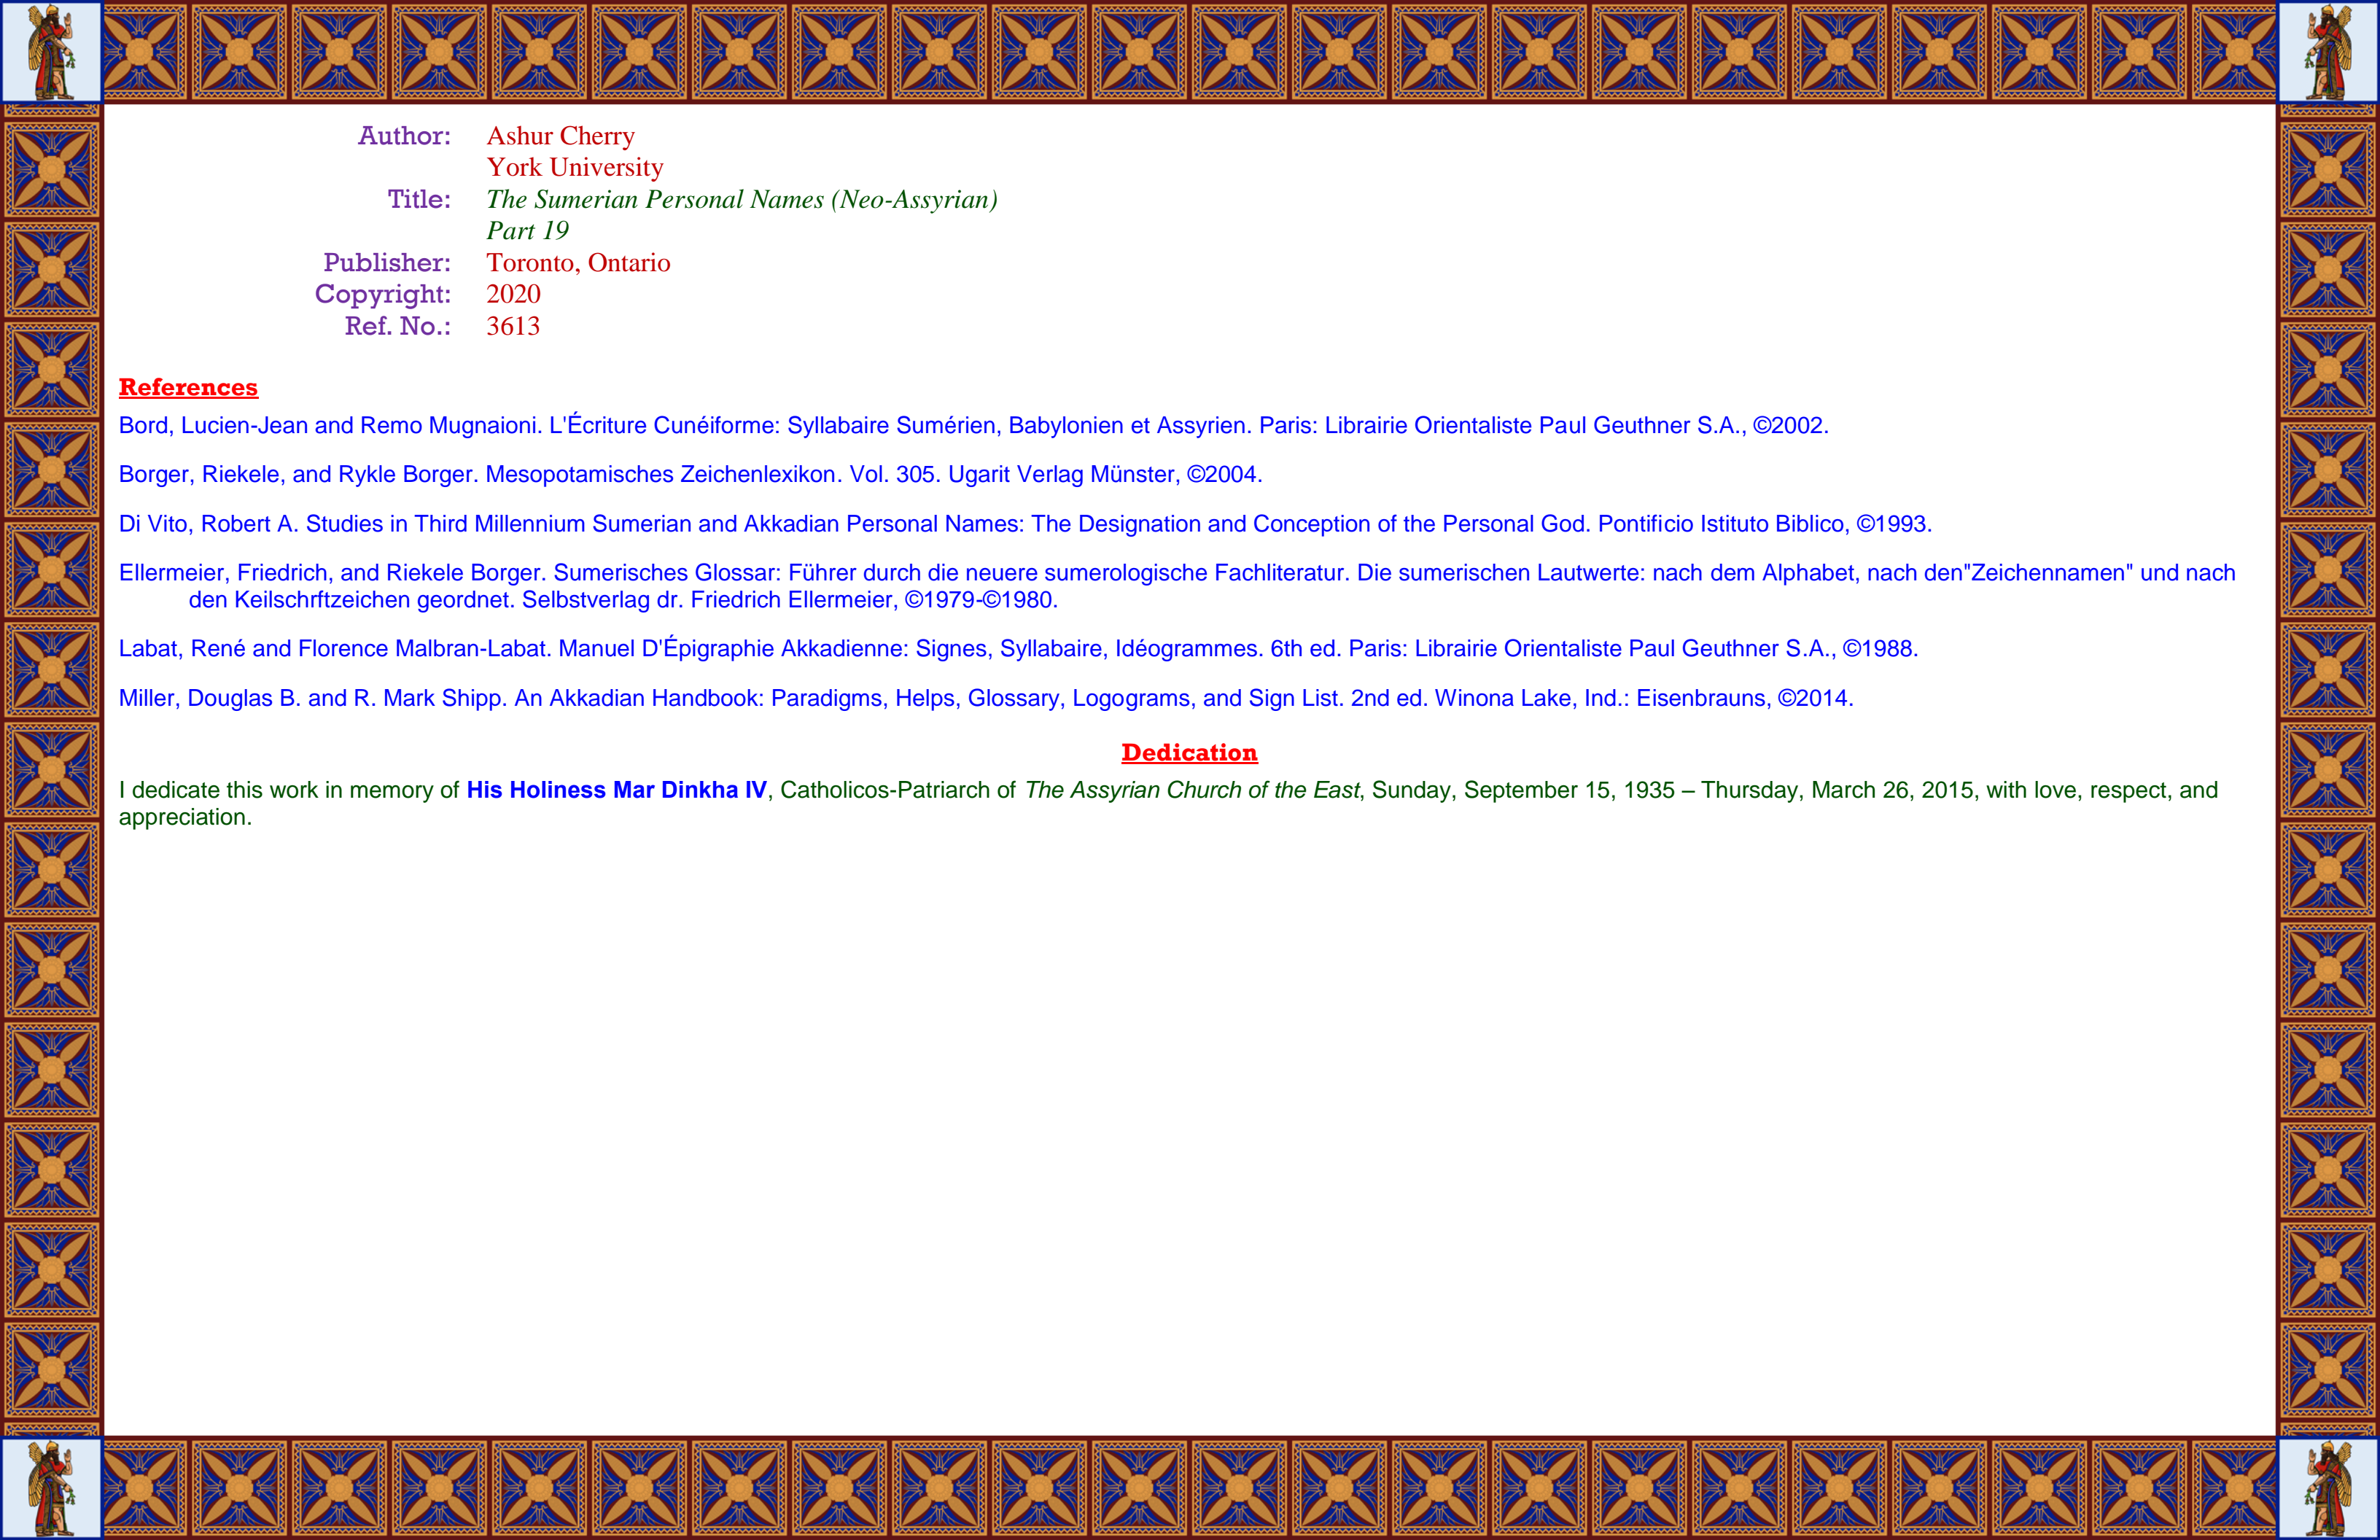 Author: Ashur Cherry
York University
Title: The Sumerian Personal Names (Neo-Assyrian)
Part 19
Publisher: Toronto, Ontario
Copyright: 2020
Ref. No.: 3613
References
Bord, Lucien-Jean and Remo Mugnaioni. L'Écriture Cunéiforme: Syllabaire Sumérien, Babylonien et Assyrien. Paris: Librairie Orientaliste Paul Geuthner S.A., ©2002.
Borger, Riekele, and Rykle Borger. Mesopotamisches Zeichenlexikon. Vol. 305. Ugarit Verlag Münster, ©2004.
Di Vito, Robert A. Studies in Third Millennium Sumerian and Akkadian Personal Names: The Designation and Conception of the Personal God. Pontificio Istituto Biblico, ©1993.
Ellermeier, Friedrich, and Riekele Borger. Sumerisches Glossar: Führer durch die neuere sumerologische Fachliteratur. Die sumerischen Lautwerte: nach dem Alphabet, nach den"Zeichennamen" und nach
den Keilschrftzeichen geordnet. Selbstverlag dr. Friedrich Ellermeier, ©1979-©1980.
Labat, René and Florence Malbran-Labat. Manuel D'Épigraphie Akkadienne: Signes, Syllabaire, Idéogrammes. 6th ed. Paris: Librairie Orientaliste Paul Geuthner S.A., ©1988.
Miller, Douglas B. and R. Mark Shipp. An Akkadian Handbook: Paradigms, Helps, Glossary, Logograms, and Sign List. 2nd ed. Winona Lake, Ind.: Eisenbrauns, ©2014.
Dedication
I dedicate this work in memory of His Holiness Mar Dinkha IV, Catholicos-Patriarch of The Assyrian Church of the East, Sunday, September 15, 1935 – Thursday, March 26, 2015, with love, respect, and
appreciation.